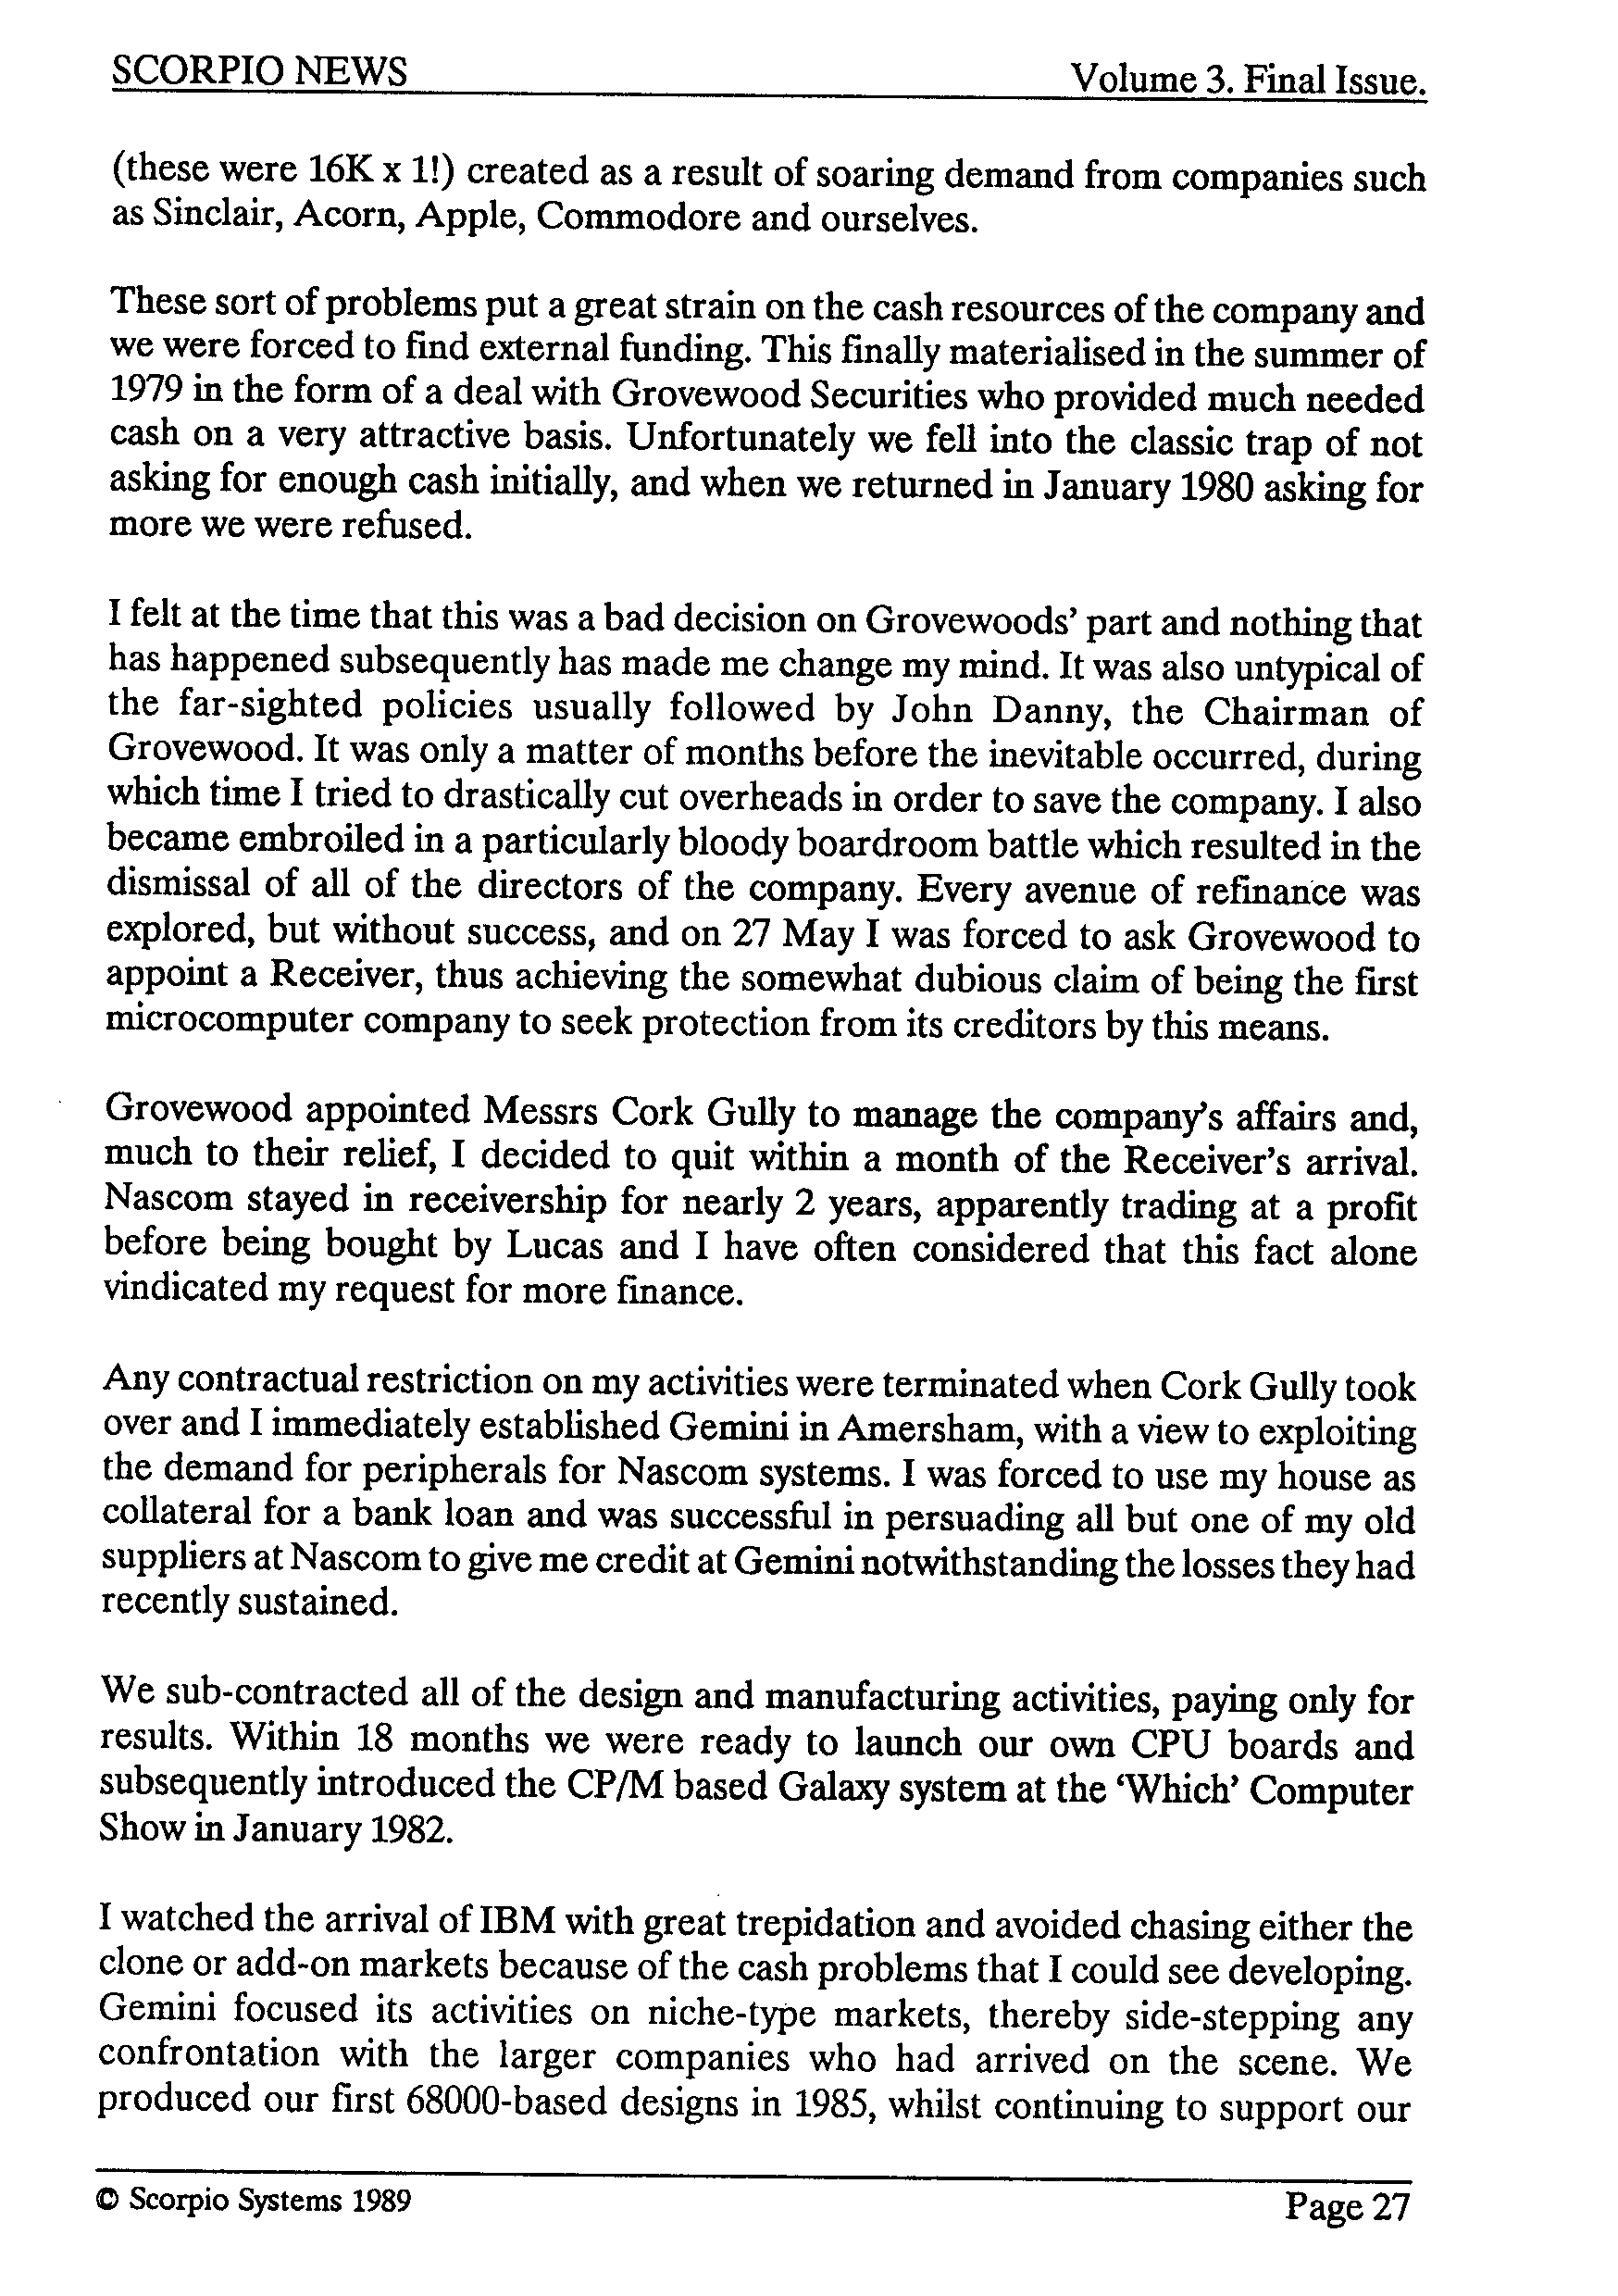 SCORPIO NEWS
Volume 3. Final Issue.
(these were 16K x 1!) created as a result of soaring demand from companies such
as Sinclair, Acorn, Apple, Commodore and ourselves.
These sort of problems put a great strain on the cash resources of the company and
we were forced to find external funding. This finally materialised in the summer of
1979 in the form of a deal with Grovewood Securities who provided much needed
cash on a very attractive basis. Unfortunately we fell into the classic trap of not
asking for enough cash initially, and when we returned in January 1980 asking for
more we were refused.
I felt at the time that this was a bad decision on Grovewoods' part and nothing that
has happened subsequently has made me change my mind. It was also untypical of
the far-sighted policies usually followed by John Danny, the Chairman of
Grovewood. It was only a matter of months before the inevitable occurred, during
which time I tried to drastically cut overheads in order to save the company. I also
became embroiled in a particularly bloody boardroom battle which resulted in the
dismissal of all of the directors of the company. Every avenue of refinance was
explored, but without success, and on 27 May I was forced to ask Grovewood to
appoint a Receiver, thus achieving the somewhat dubious claim of being the first
microcomputer company to seek protection from its creditors by this means.
Grovewood appointed Messrs Cork Gully to manage the company's affairs and,
much to their relief, I decided to quit within a month of the Receiver's arrival.
Nascom stayed in receivership for nearly 2 years, apparently trading at a profit
before being bought by Lucas and I have often considered that this fact alone
vindicated my request for more finance.
Any contractual restriction on my activities were terminated when Cork Gully took
over and I immediately established Gemini in Amersham, with a view to exploiting
the demand for peripherals for Nascom systems. I was forced to use my house as
collateral for a bank loan and was successful in persuading all but one of my old
suppliers at Nascom to give me credit at Gemini notwithstanding the losses they had
recently sustained.
We sub-contracted all of the design and manufacturing activities, paying only for
results. Within 18 months we were ready to launch our own CPU boards and
subsequently introduced the CP/M based Galaxy system at the 'Which' Computer
Show in January 1982.
I watched the arrival of IBM with great trepidation and avoided chasing either the
clone or add-on markets because of the cash problems that I could see developing.
Gemini focused its activities on niche-type markets, thereby side-stepping any
confrontation with the larger companies who had arrived on the scene. We
produced our first 68000-based designs in 1985, whilst continuing to support our
© Scorpio Systems 1989
Page 27